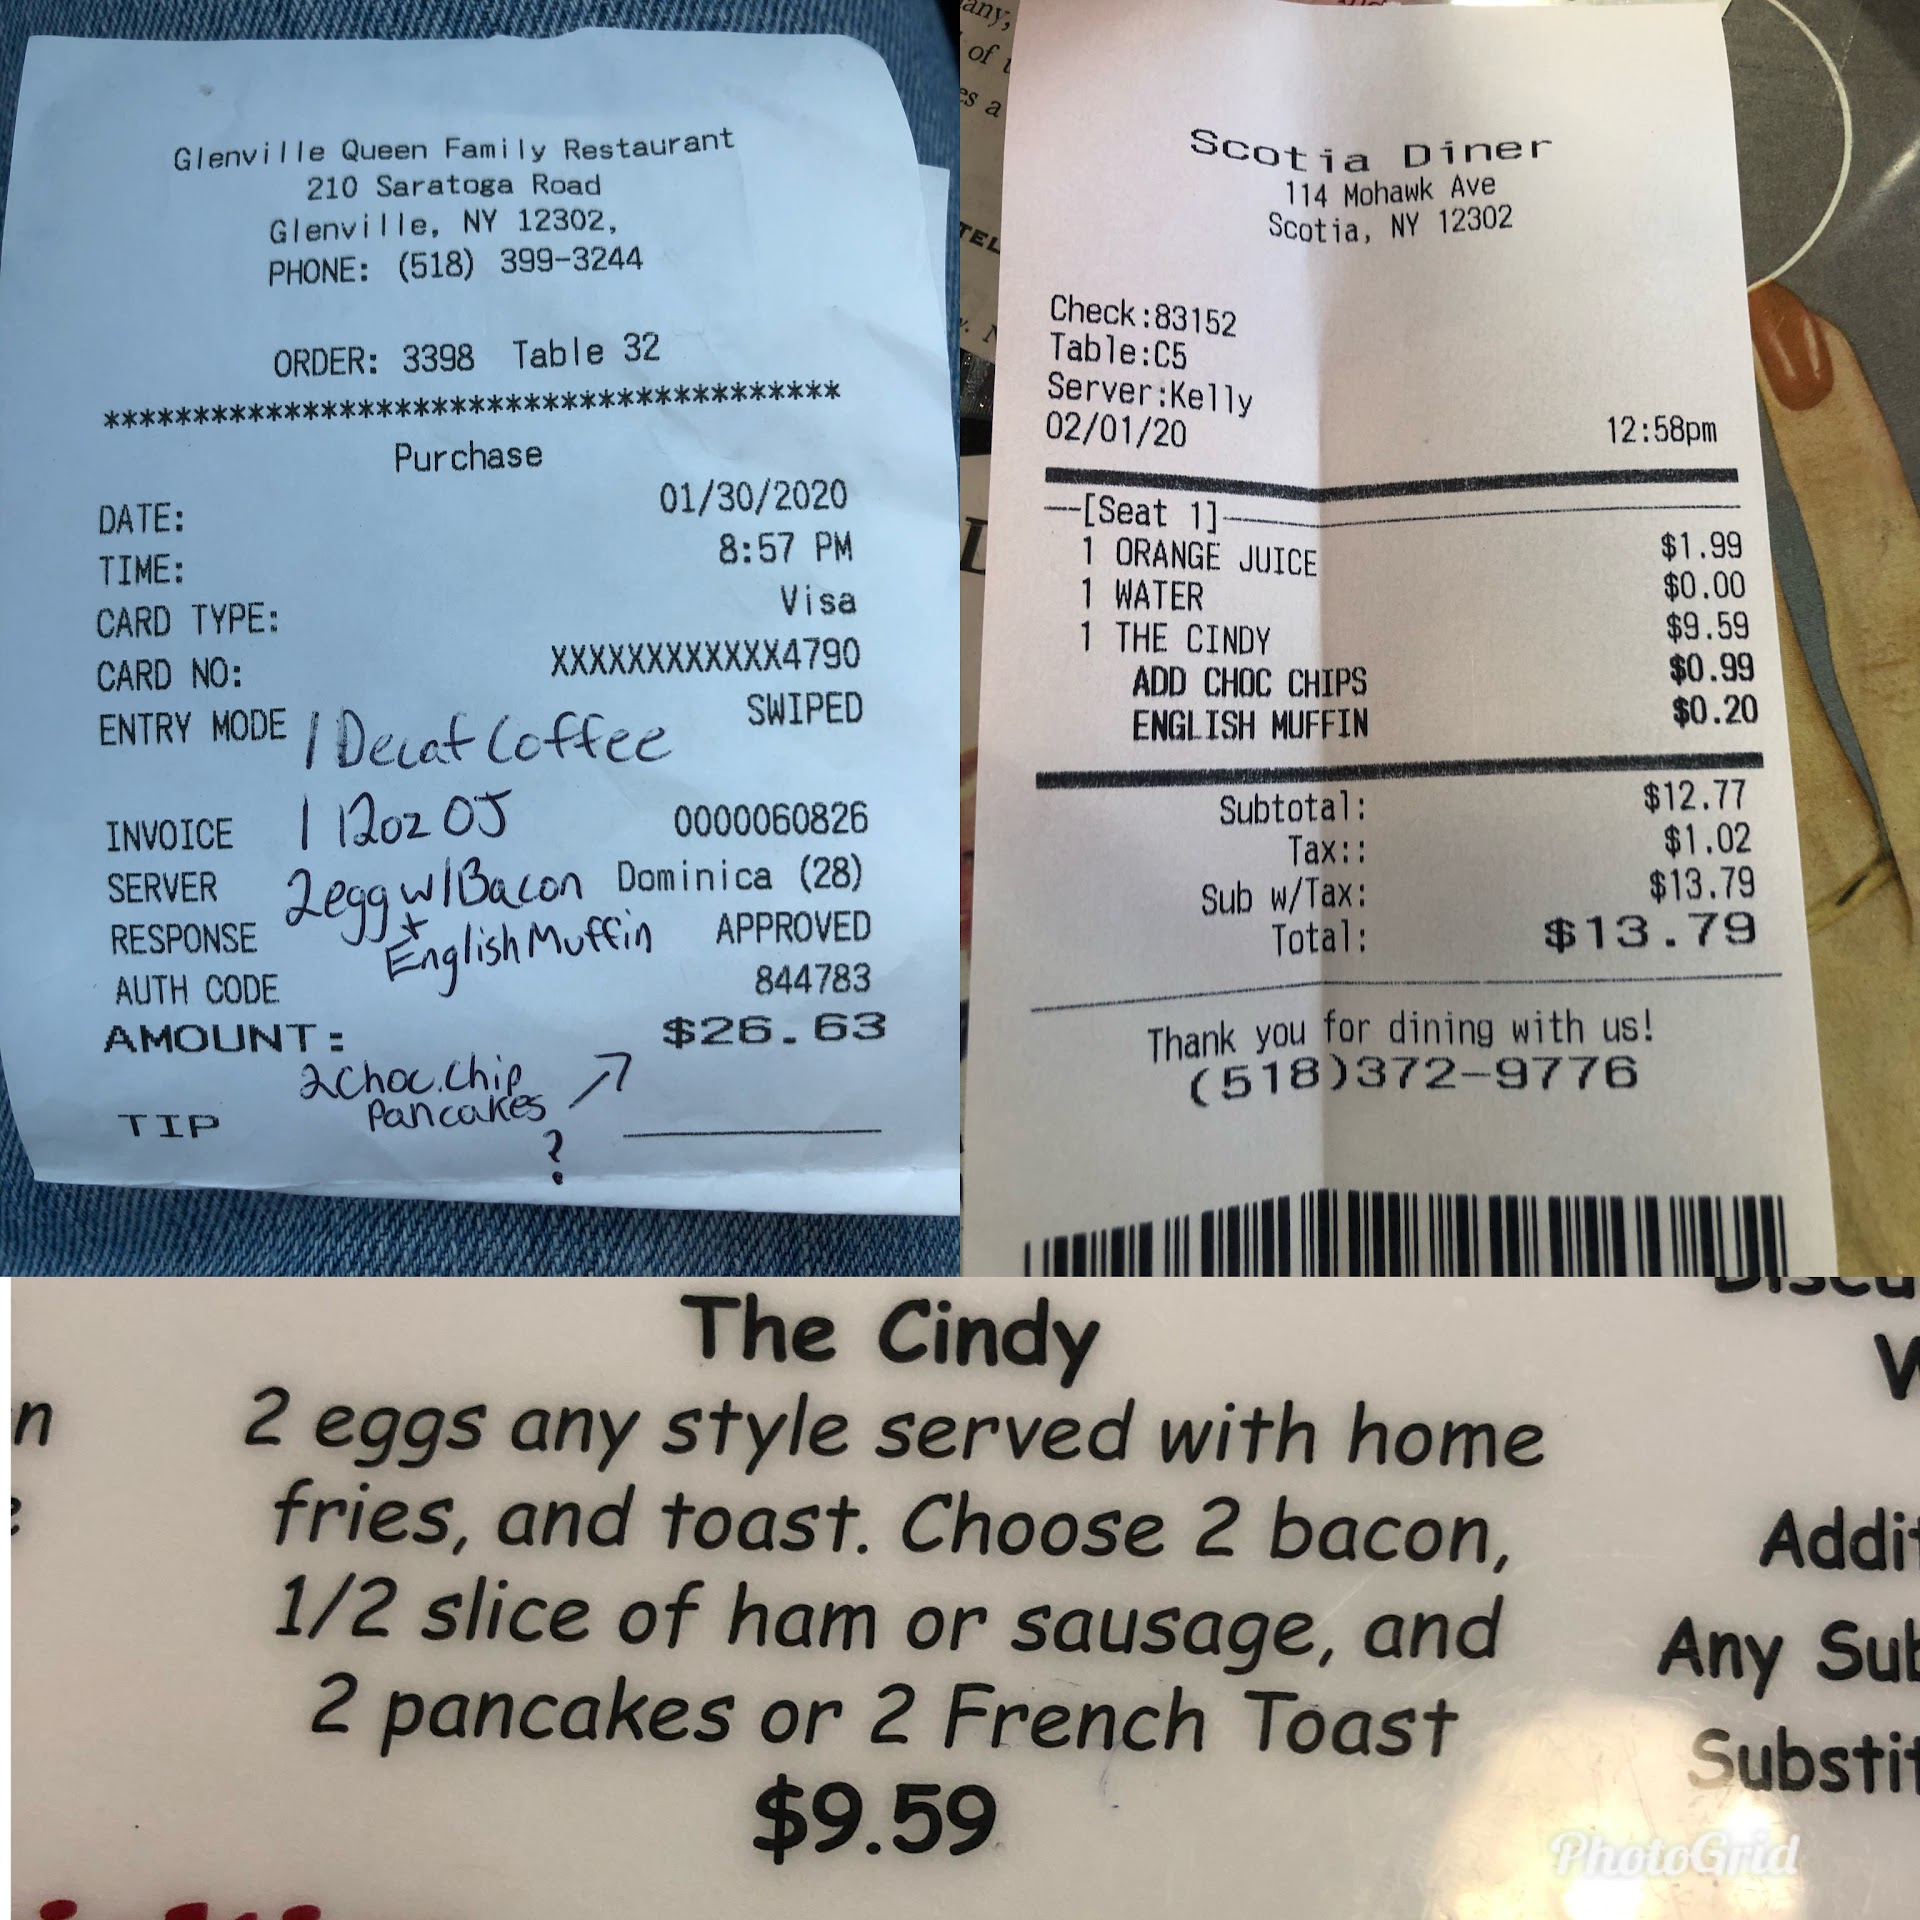 Glenville Queen Family Restaurant
210 Saratoga Road
Glenville, NY 12302,
PHONE: (518) 399-3244
ORDER: 3398 Table 32
*****************************************
Purchase
DATE: 01/30/2020
TIME: 8:57 PM
CARD TYPE: Visa
CARD NO: XXXXXXXXXXXX4790
ENTRY MODE SWIPED
1 Decaf Coffee
INVOICE 1 12oz OJ 0000060826
SERVER 2egg w/Bacon Dominica (28)
RESPONSE + English Muffin APPROVED
AUTH CODE 844783
AMOUNT: $26.63
2 Choc. Chip
Pancakes
TIP
?
any,
of
es a
TEL
Scotia Diner
114 Mohawk Ave
Scotia, NY 12302
Check:83152
Table:C5
Server:Kelly
02/01/20 12:58pm
[Seat 1]
1 ORANGE JUICE $1.99
1 WATER $0.00
1 THE CINDY $9.59
ADD CHOC CHIPS $0.99
ENGLISH MUFFIN $0.20
Subtotal: $12.77
Tax:: $1.02
Sub w/Tax: $13.79
Total: $13.79
Thank you for dining with us!
(518)372-9776
The Cindy
2 eggs any style served with home
fries, and toast. Choose 2 bacon,
1/2 slice of ham or sausage, and
2 pancakes or 2 French Toast
$9.59
Addit
Any Sub
Substit
PhotoGrid